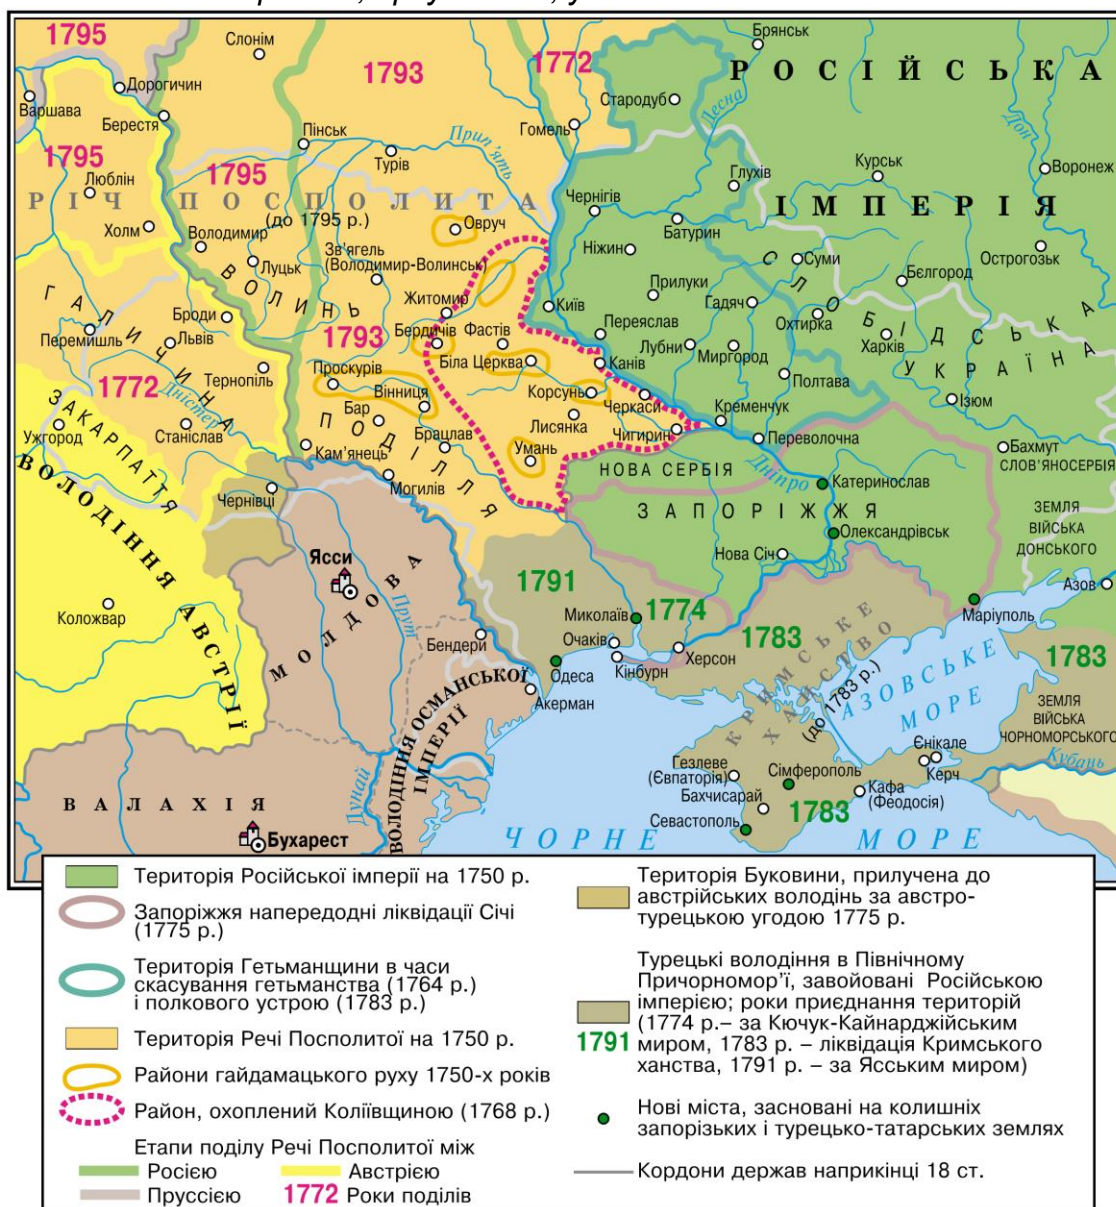 1795
Слонім
1793
1772
Брянськ
РОСІЙСЬКА
Варшава
Дорогичин
Стародуб
Десна
Дон
Берестя
Гомель
Пінськ
Прип'ять
Турів
1795
1795
Люблін
Глухів
Курськ
Воронеж
РІЧ ПОСПОЛИТА
(до 1795 р.)
Чернігів
ІМПЕРІЯ
Батурин
Холм
Володимир
Овруч
Ніжин
Острогозьк
Луцьк
Зв'ягель
(Володимир-Волинськ)
Суми
Бєлгород
ВОЛИНЬ
Прилуки
Гадяч
СЛОБІДСЬКА
УКРАЇНА
ГАЛИЧИНА
Житомир
Київ
Охтирка
Броди
Перемишль
Львів
1793
Бердичів
Фастів
Переяслав
Лубни
Миргород
Харків
Біла Церква
Канів
Тернопіль
Проскурів
Полтава
1772
Дністер
Вінниця
Корсунь
Черкаси
Ізюм
ЗАКАРПАТТЯ
Ужгород
Станіслав
Бар
ПОДІЛЛЯ
Лисянка
Кременчук
Чигирин
Брацлав
Переволочна
Кам'янець
Умань
Бахмут
СЛОВ'ЯНОСЕРБІЯ
Могилів
НОВА СЕРБІЯ
Дніпро
Катеринослав
ВОЛОДІННЯ АВСТРІЇ
Чернівці
ЗАПОРІЖЖЯ
Олександрівськ
ЗЕМЛЯ
ВІЙСЬКА
ДОНСЬКОГО
Ясси
Нова Січ
1791
Азов
Коложвар
МОЛДОВА
Прут
Миколаїв
1774
Маріуполь
Бендери
Очаків
1783
Херсон
1783
Одеса
Кінбурн
КРИМСЬКЕ
ХАНСТВО
(до 1783 р.)
АЗОВСЬКЕ
МОРЕ
Акерман
ВОЛОДІННЯ ОСМАНСЬКОЇ
ІМПЕРІЇ
ЗЕМЛЯ
ВІЙСЬКА
ЧОРНОМОРСЬКОГО
Єнікале
Керч
Кубань
Гезлеве
(Євпаторія)
Сімферополь
Дунай
Бахчисарай
Кафа
(Феодосія)
ВАЛАХІЯ
1783
Севастополь
Бухарест
ЧОРНЕ МОРЕ
Територія Російської імперії на 1750 р.
Запоріжжя напередодні ліквідації Січі
(1775 р.)
Територія Гетьманщини в часи
скасування гетьманства (1764 р.)
і полкового устрою (1783 р.)
Територія Речі Посполитої на 1750 р.
Райони гайдамацького руху 1750-х років
Район, охоплений Коліївщиною (1768 р.)
Етапи поділу Речі Посполитої між
Росією
Австрією
Пруссією
1772 Роки поділів
Територія Буковини, прилучена до
австрійських володінь за австро-
турецькою угодою 1775 р.
Турецькі володіння в Північному
Причорномор'ї, завойовані Російською
імперією; роки приєднання територій
(1774 р.– за Кючук-Кайнарджійським
1791 миром, 1783 р. – ліквідація Кримського
ханства, 1791 р. – за Ясським миром)
Нові міста, засновані на колишніх
запорізьких і турецько-татарських землях
Кордони держав наприкінці 18 ст.